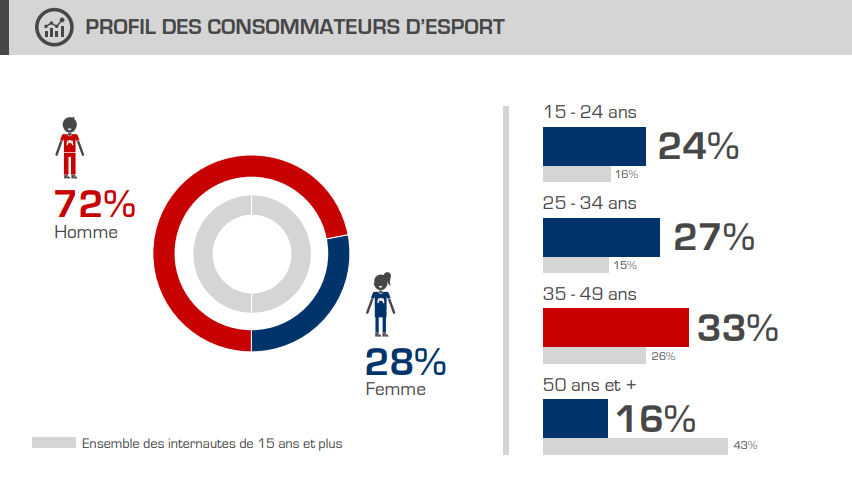 PROFIL DES CONSOMMATEURS D'ESPORT
72%
Homme
28%
Femme
Ensemble des internautes de 15 ans et plus
15 - 24 ans
24%
16%
25 - 34 ans
27%
15%
35 - 49 ans
33%
26%
50 ans et +
16%
43%